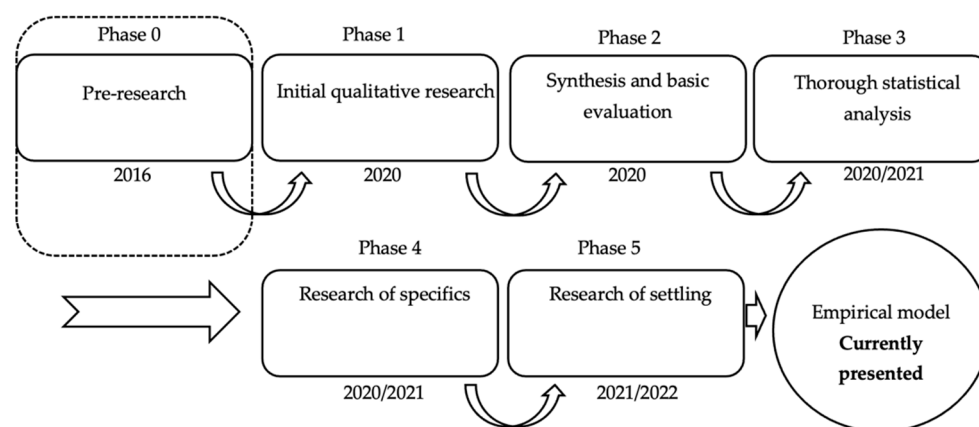 Phase 0
Phase 1
Phase 2
Phase 3
Pre-research
Initial qualitative research
Synthesis and basic
evaluation
Thorough statistical
analysis
2016
2020
2020
2020/2021
Phase 4
Phase 5
Research of specifics
Research of settling
Empirical model
Currently
presented
2020/2021
2021/2022